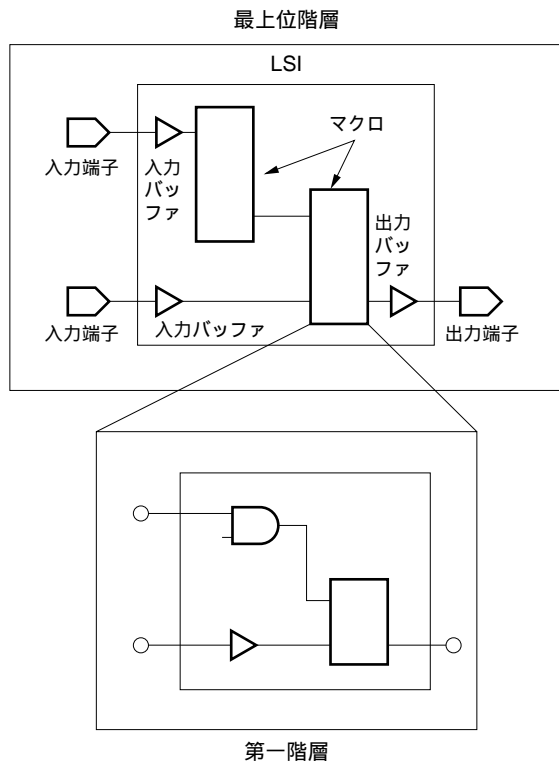 最上位階層
LSI
マクロ
入力端子
入力
バッ
ファ
出力
バッ
ファ
入力端子
入力バッファ
出力端子
第一階層